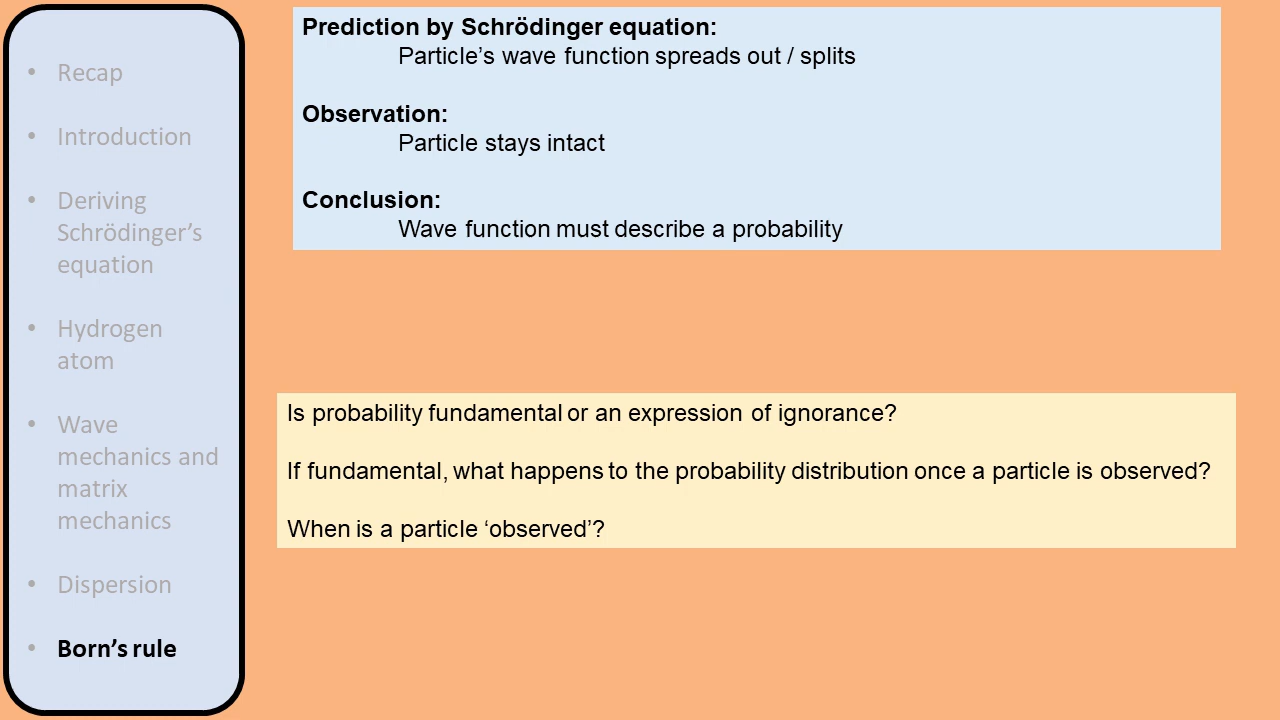 • Recap
• Introduction
• Deriving
Schrödinger’s
equation
• Hydrogen
atom
• Wave
mechanics and
matrix
mechanics
• Dispersion
• Born’s rule
Prediction by Schrödinger equation:
Particle’s wave function spreads out / splits
Observation:
Particle stays intact
Conclusion:
Wave function must describe a probability
Is probability fundamental or an expression of ignorance?
If fundamental, what happens to the probability distribution once a particle is observed?
When is a particle ‘observed’?